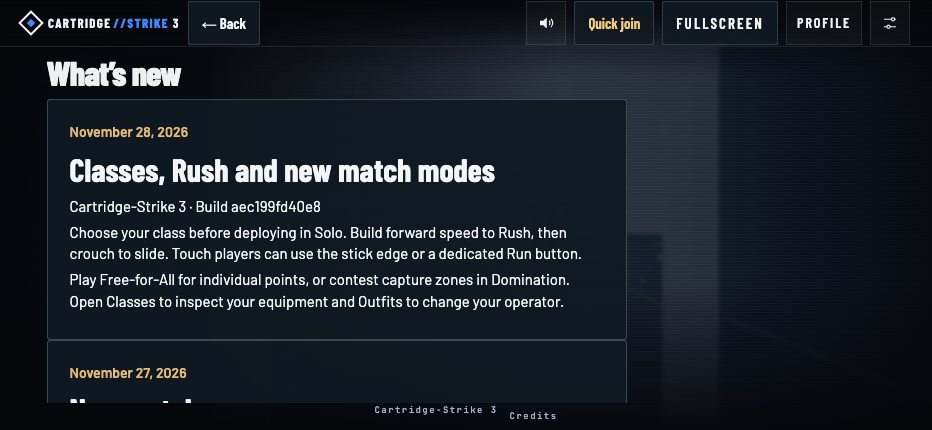 CARTRIDGE//STRIKE 3
← Back
Quick join
FULLSCREEN
PROFILE
What's new
November 28, 2026
Classes, Rush and new match modes
Cartridge-Strike 3 · Build aec199fd40e8
Choose your class before deploying in Solo. Build forward speed to Rush, then
crouch to slide. Touch players can use the stick edge or a dedicated Run button.
Play Free-for-All for individual points, or contest capture zones in Domination.
Open Classes to inspect your equipment and Outfits to change your operator.
November 27, 2026
Cartridge-Strike 3
Credits